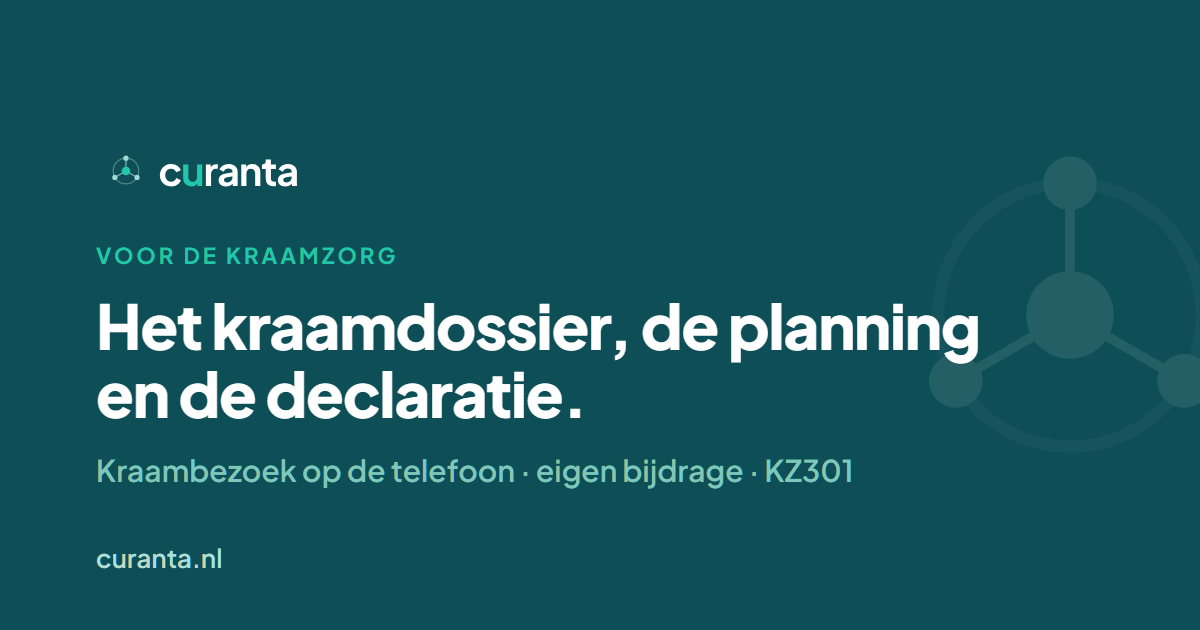 curanta
VOOR DE KRAAMZORG
Het kraamdossier, de planning
en de declaratie.
Kraambezoek op de telefoon · eigen bijdrage · KZ301
curanta.nl